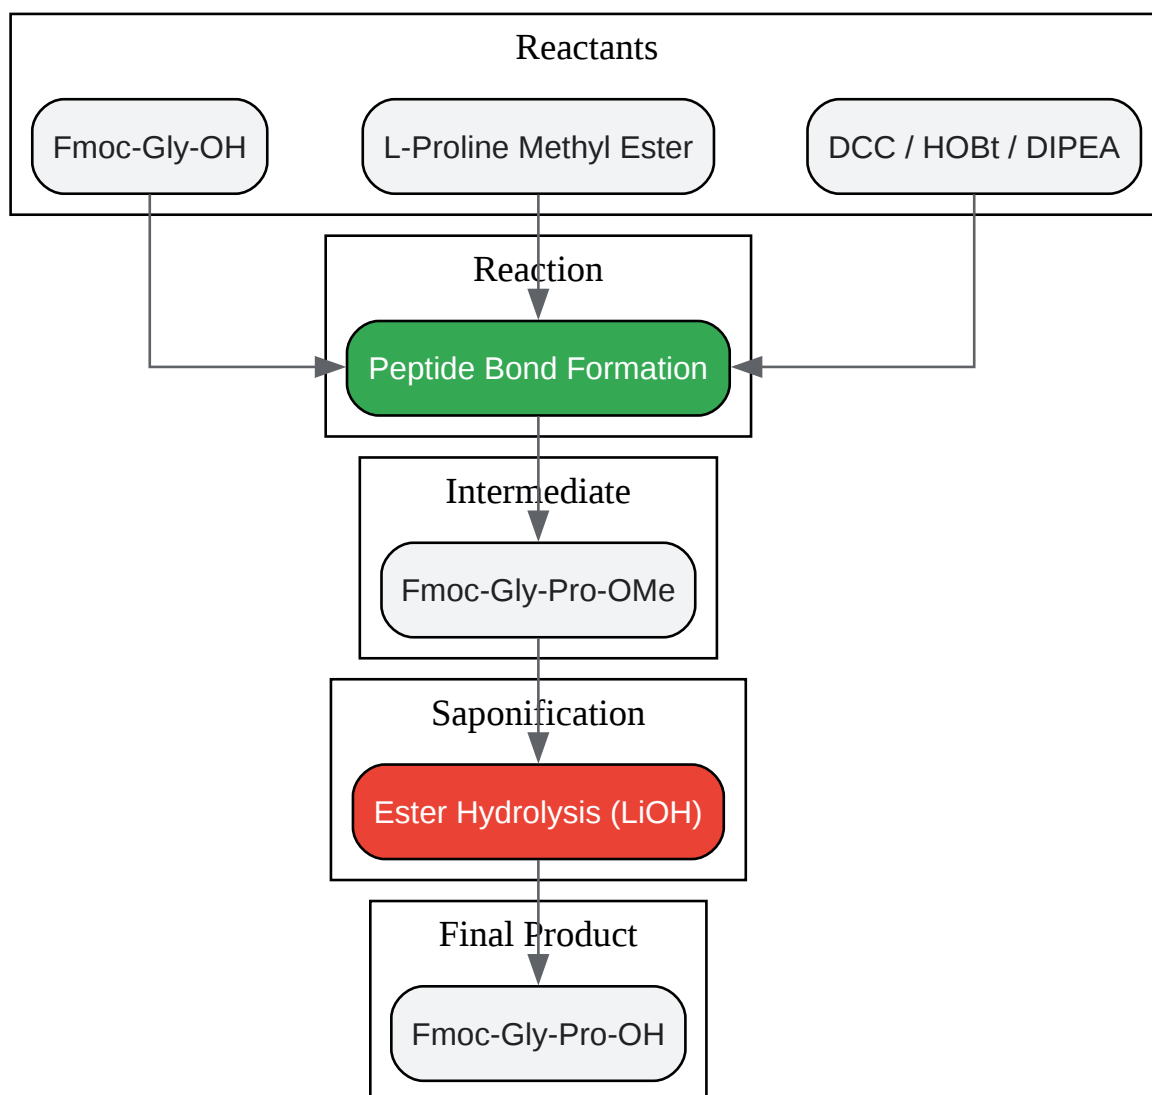 Reactants
Fmoc-Gly-OH
L-Proline Methyl Ester
DCC / HOBt / DIPEA
Reaction
Peptide Bond Formation
Intermediate
Fmoc-Gly-Pro-OMe
Saponification
Ester Hydrolysis (LiOH)
Final Product
Fmoc-Gly-Pro-OH